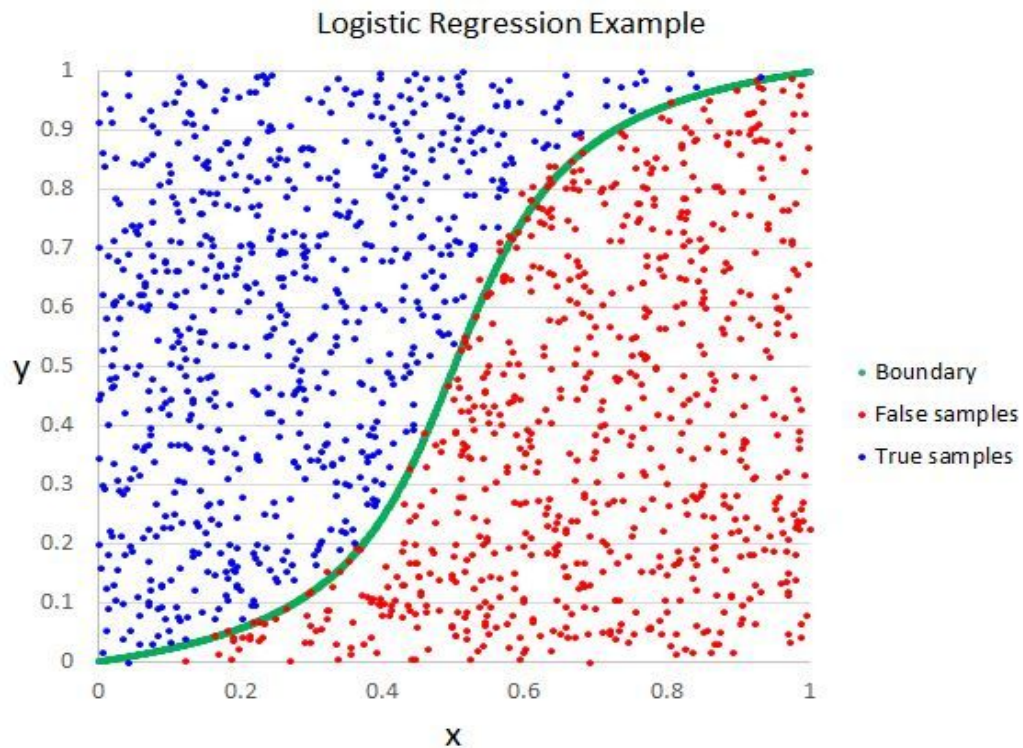 Logistic Regression Example
1
0.9
0.8
0.7
0.6
0.5
0.4
0.3
0.2
0.1
0
y
0 0.2 0.4 0.6 0.8 1
x
Boundary
False samples
True samples